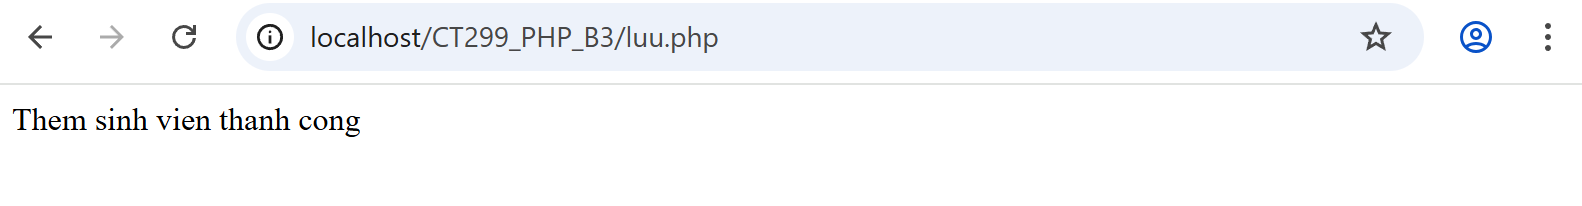 localhost/CT299_PHP_B3/luu.php
Them sinh vien thanh cong